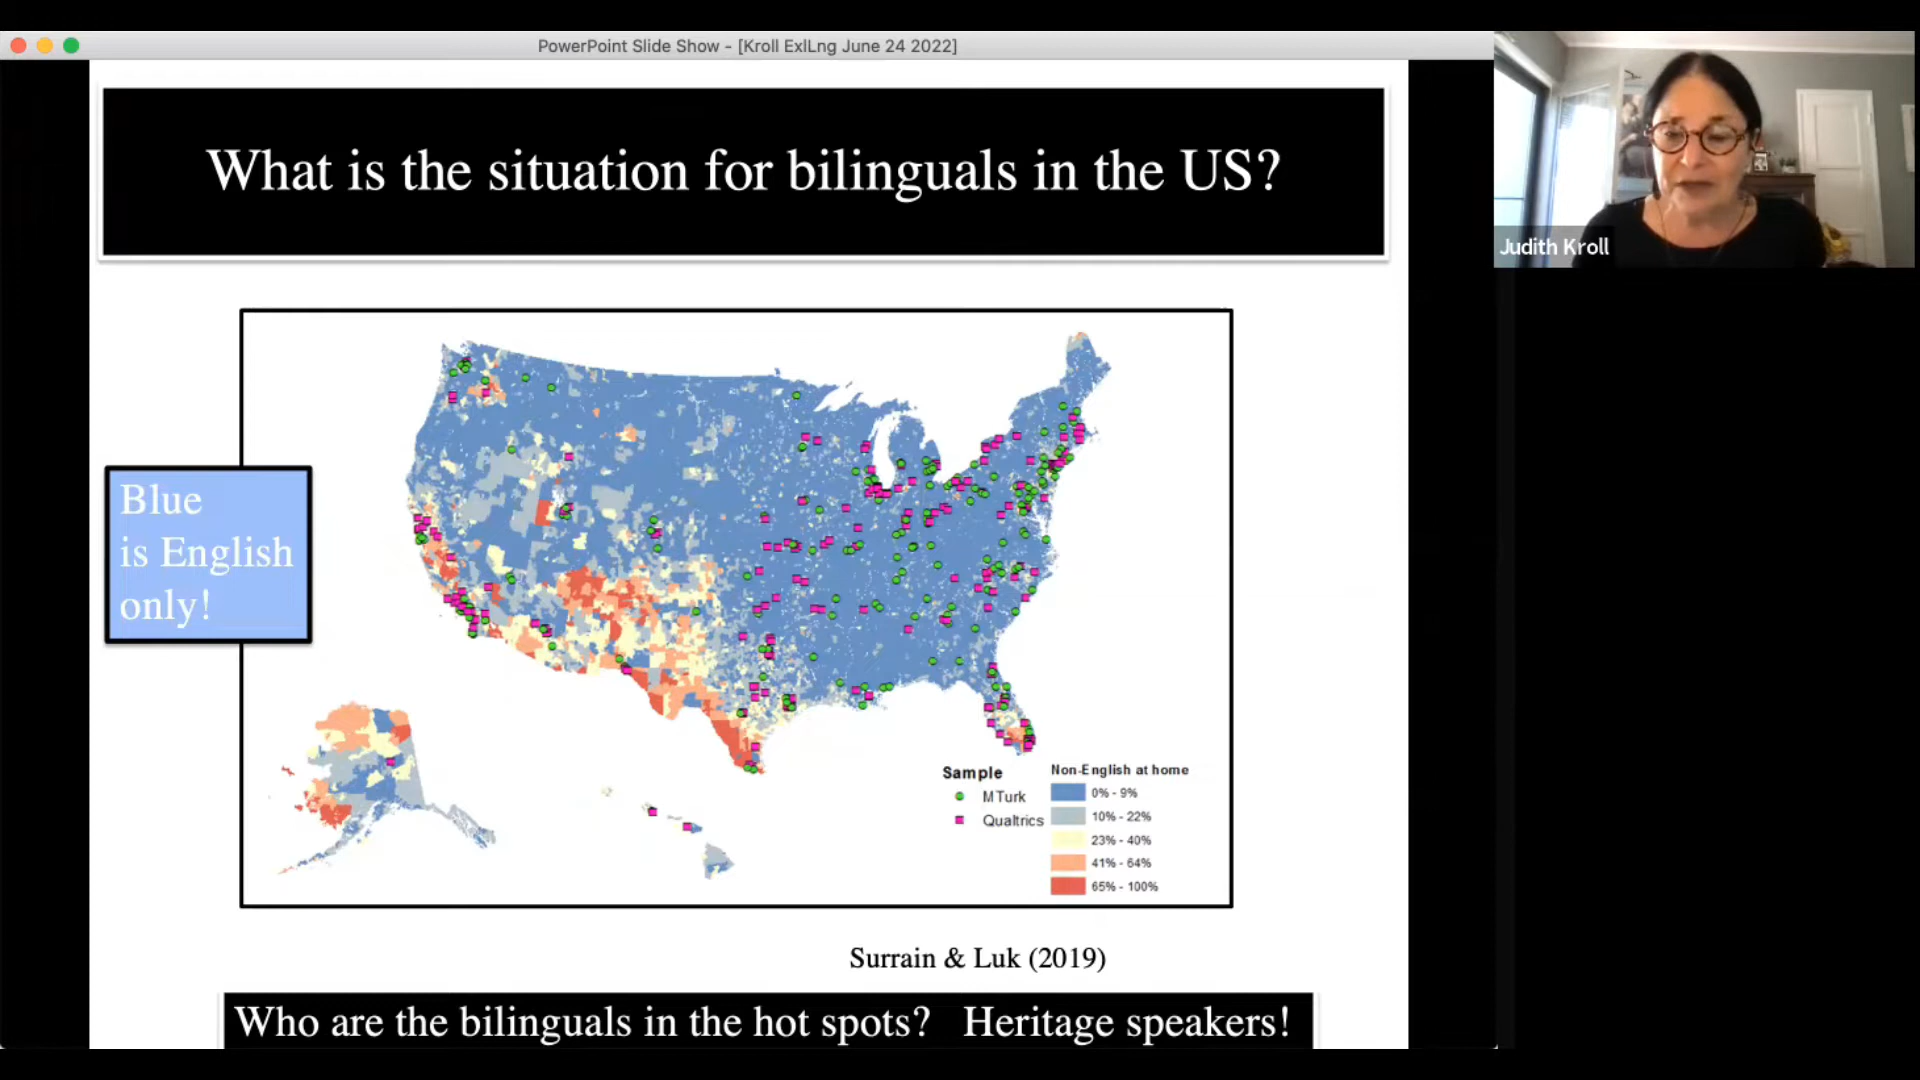 PowerPoint Slide Show - [Kroll ExlLng June 24 2022]
What is the situation for bilinguals in the US?
Judith Kroll
Blue
is English
only!
Sample
MTurk
Qualtrics
Non-English at home
0% - 9%
10% - 22%
23% - 40%
41% - 64%
65% - 100%
Surrain & Luk (2019)
Who are the bilinguals in the hot spots? Heritage speakers!